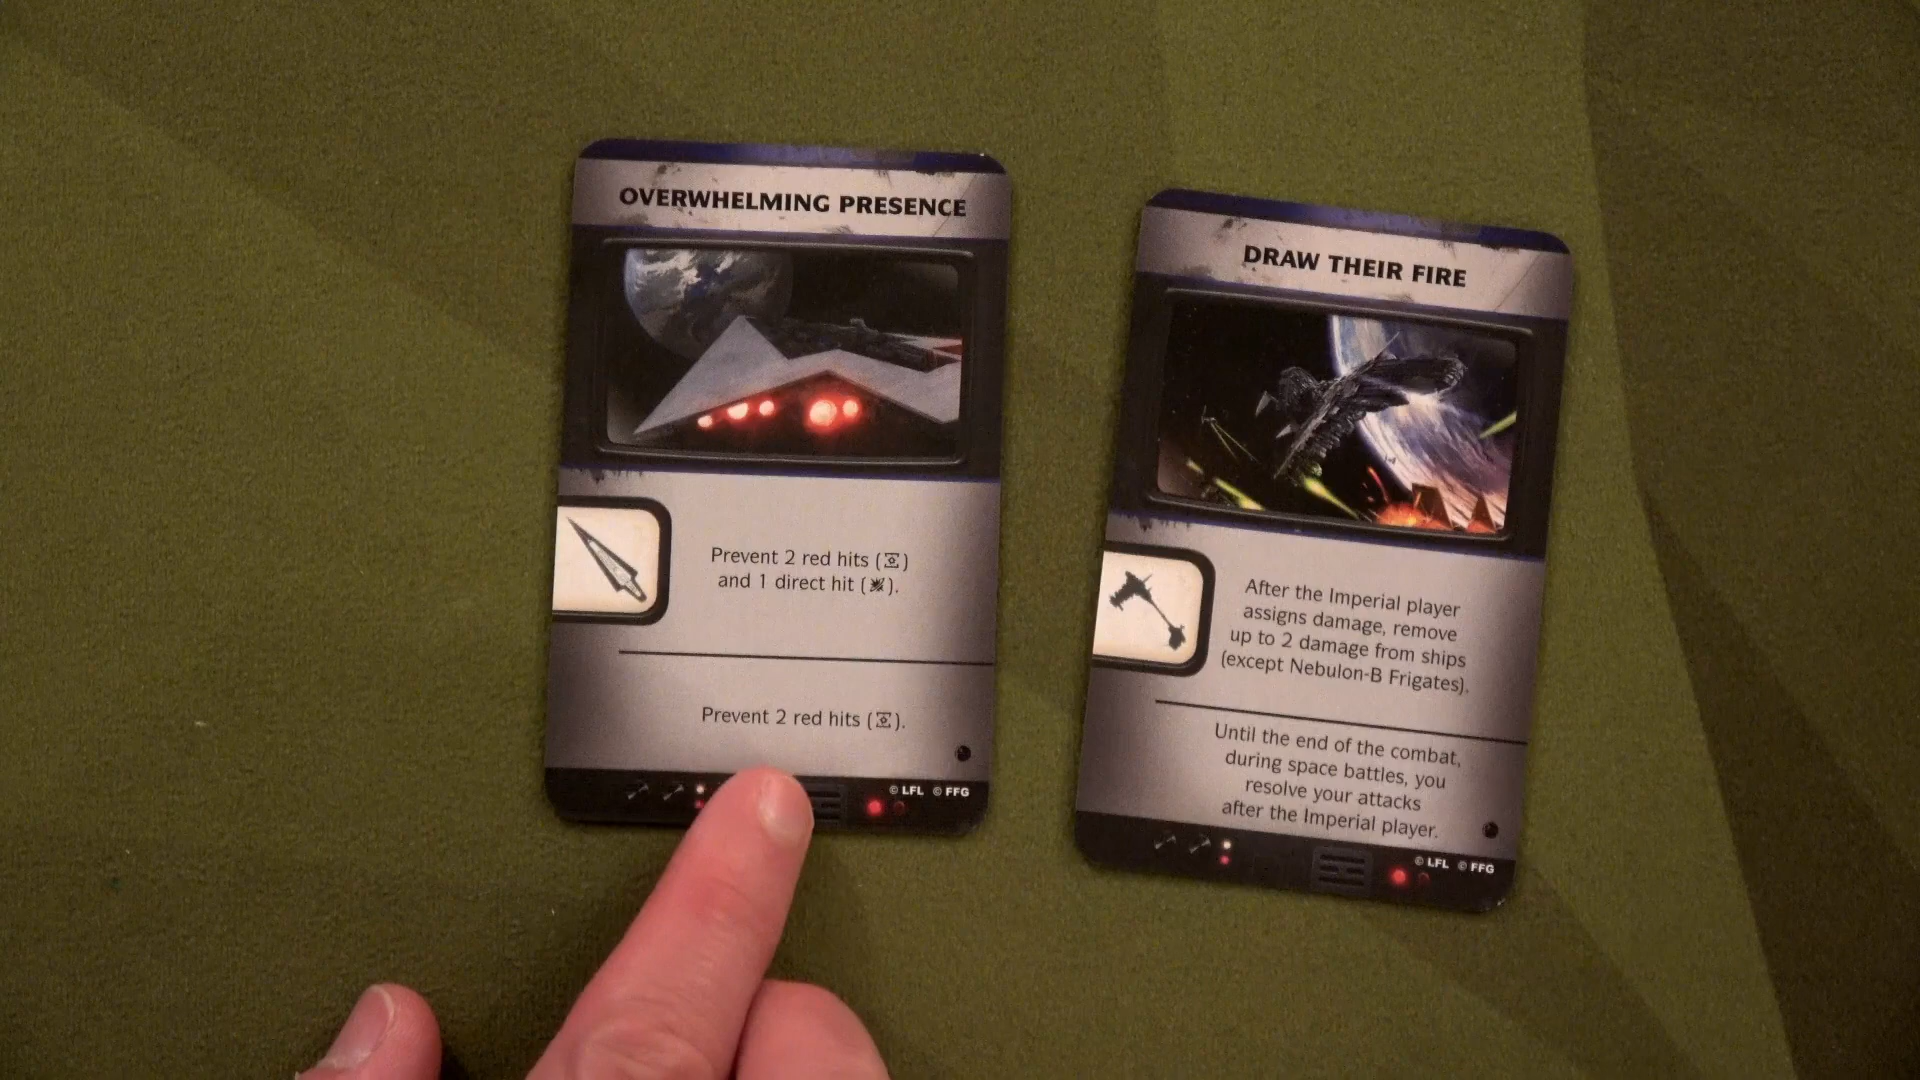 OVERWHELMING PRESENCE
Prevent 2 red hits ( )
and 1 direct hit ( ).
Prevent 2 red hits ( ).
© LFL © FFG
DRAW THEIR FIRE
After the Imperial player
assigns damage, remove
up to 2 damage from ships
(except Nebulon-B Frigates).
Until the end of the combat,
during space battles, you
resolve your attacks
after the Imperial player.
© LFL © FFG